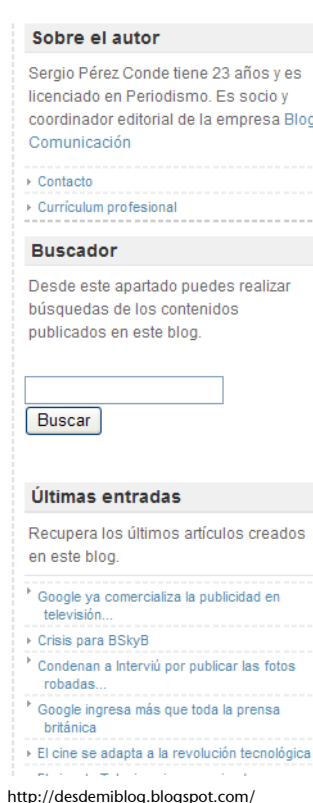 Sobre el autor
Sergio Pérez Conde tiene 23 años y es
licenciado en Periodismo. Es socio y
coordinador editorial de la empresa Blog
Comunicación
Contacto
Currículum profesional
Buscador
Desde este apartado puedes realizar
búsquedas de los contenidos
publicados en este blog.
Buscar
Últimas entradas
Recupera los últimos artículos creados
en este blog.
Google ya comercializa la publicidad en
televisión...
Crisis para BSkyB
Condenan a Interviú por publicar las fotos
robadas...
Google ingresa más que toda la prensa
británica
El cine se adapta a la revolución tecnológica
http://desdemiblog.blogspot.com/